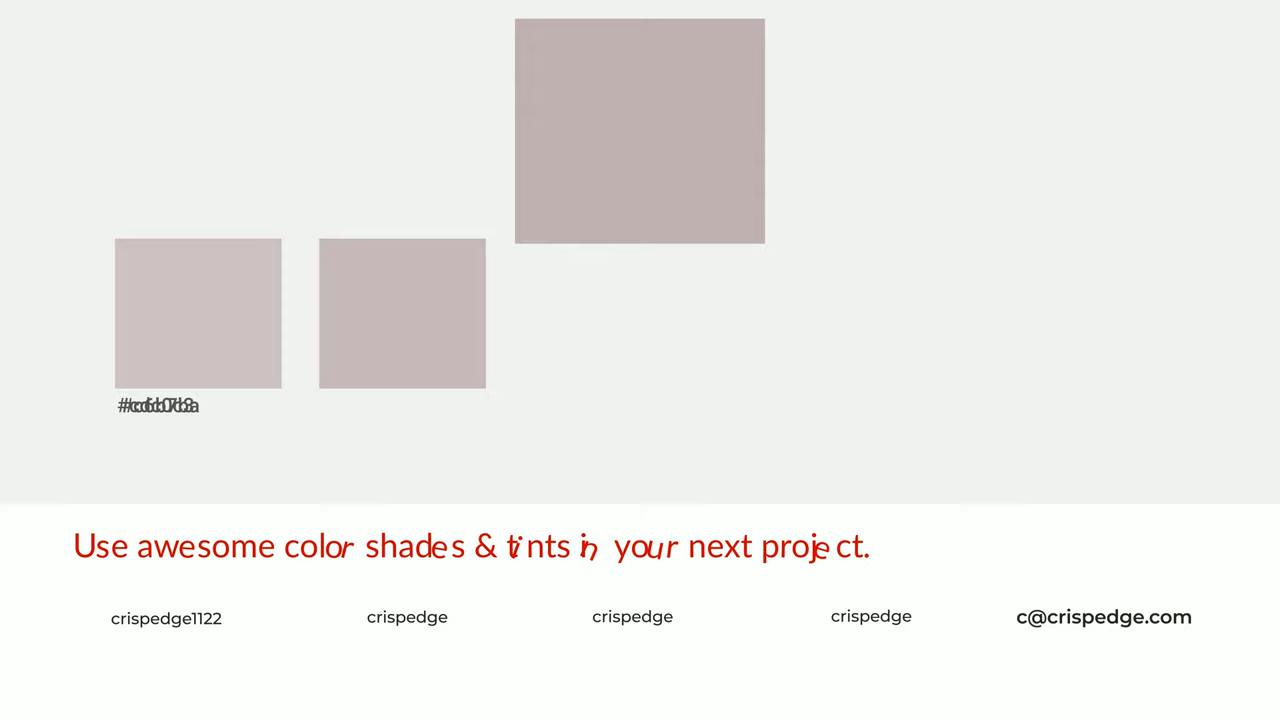 Use awesome color shades & tints in your next project.
crispedge1122 crispedge crispedge crispedge c@crispedge.com